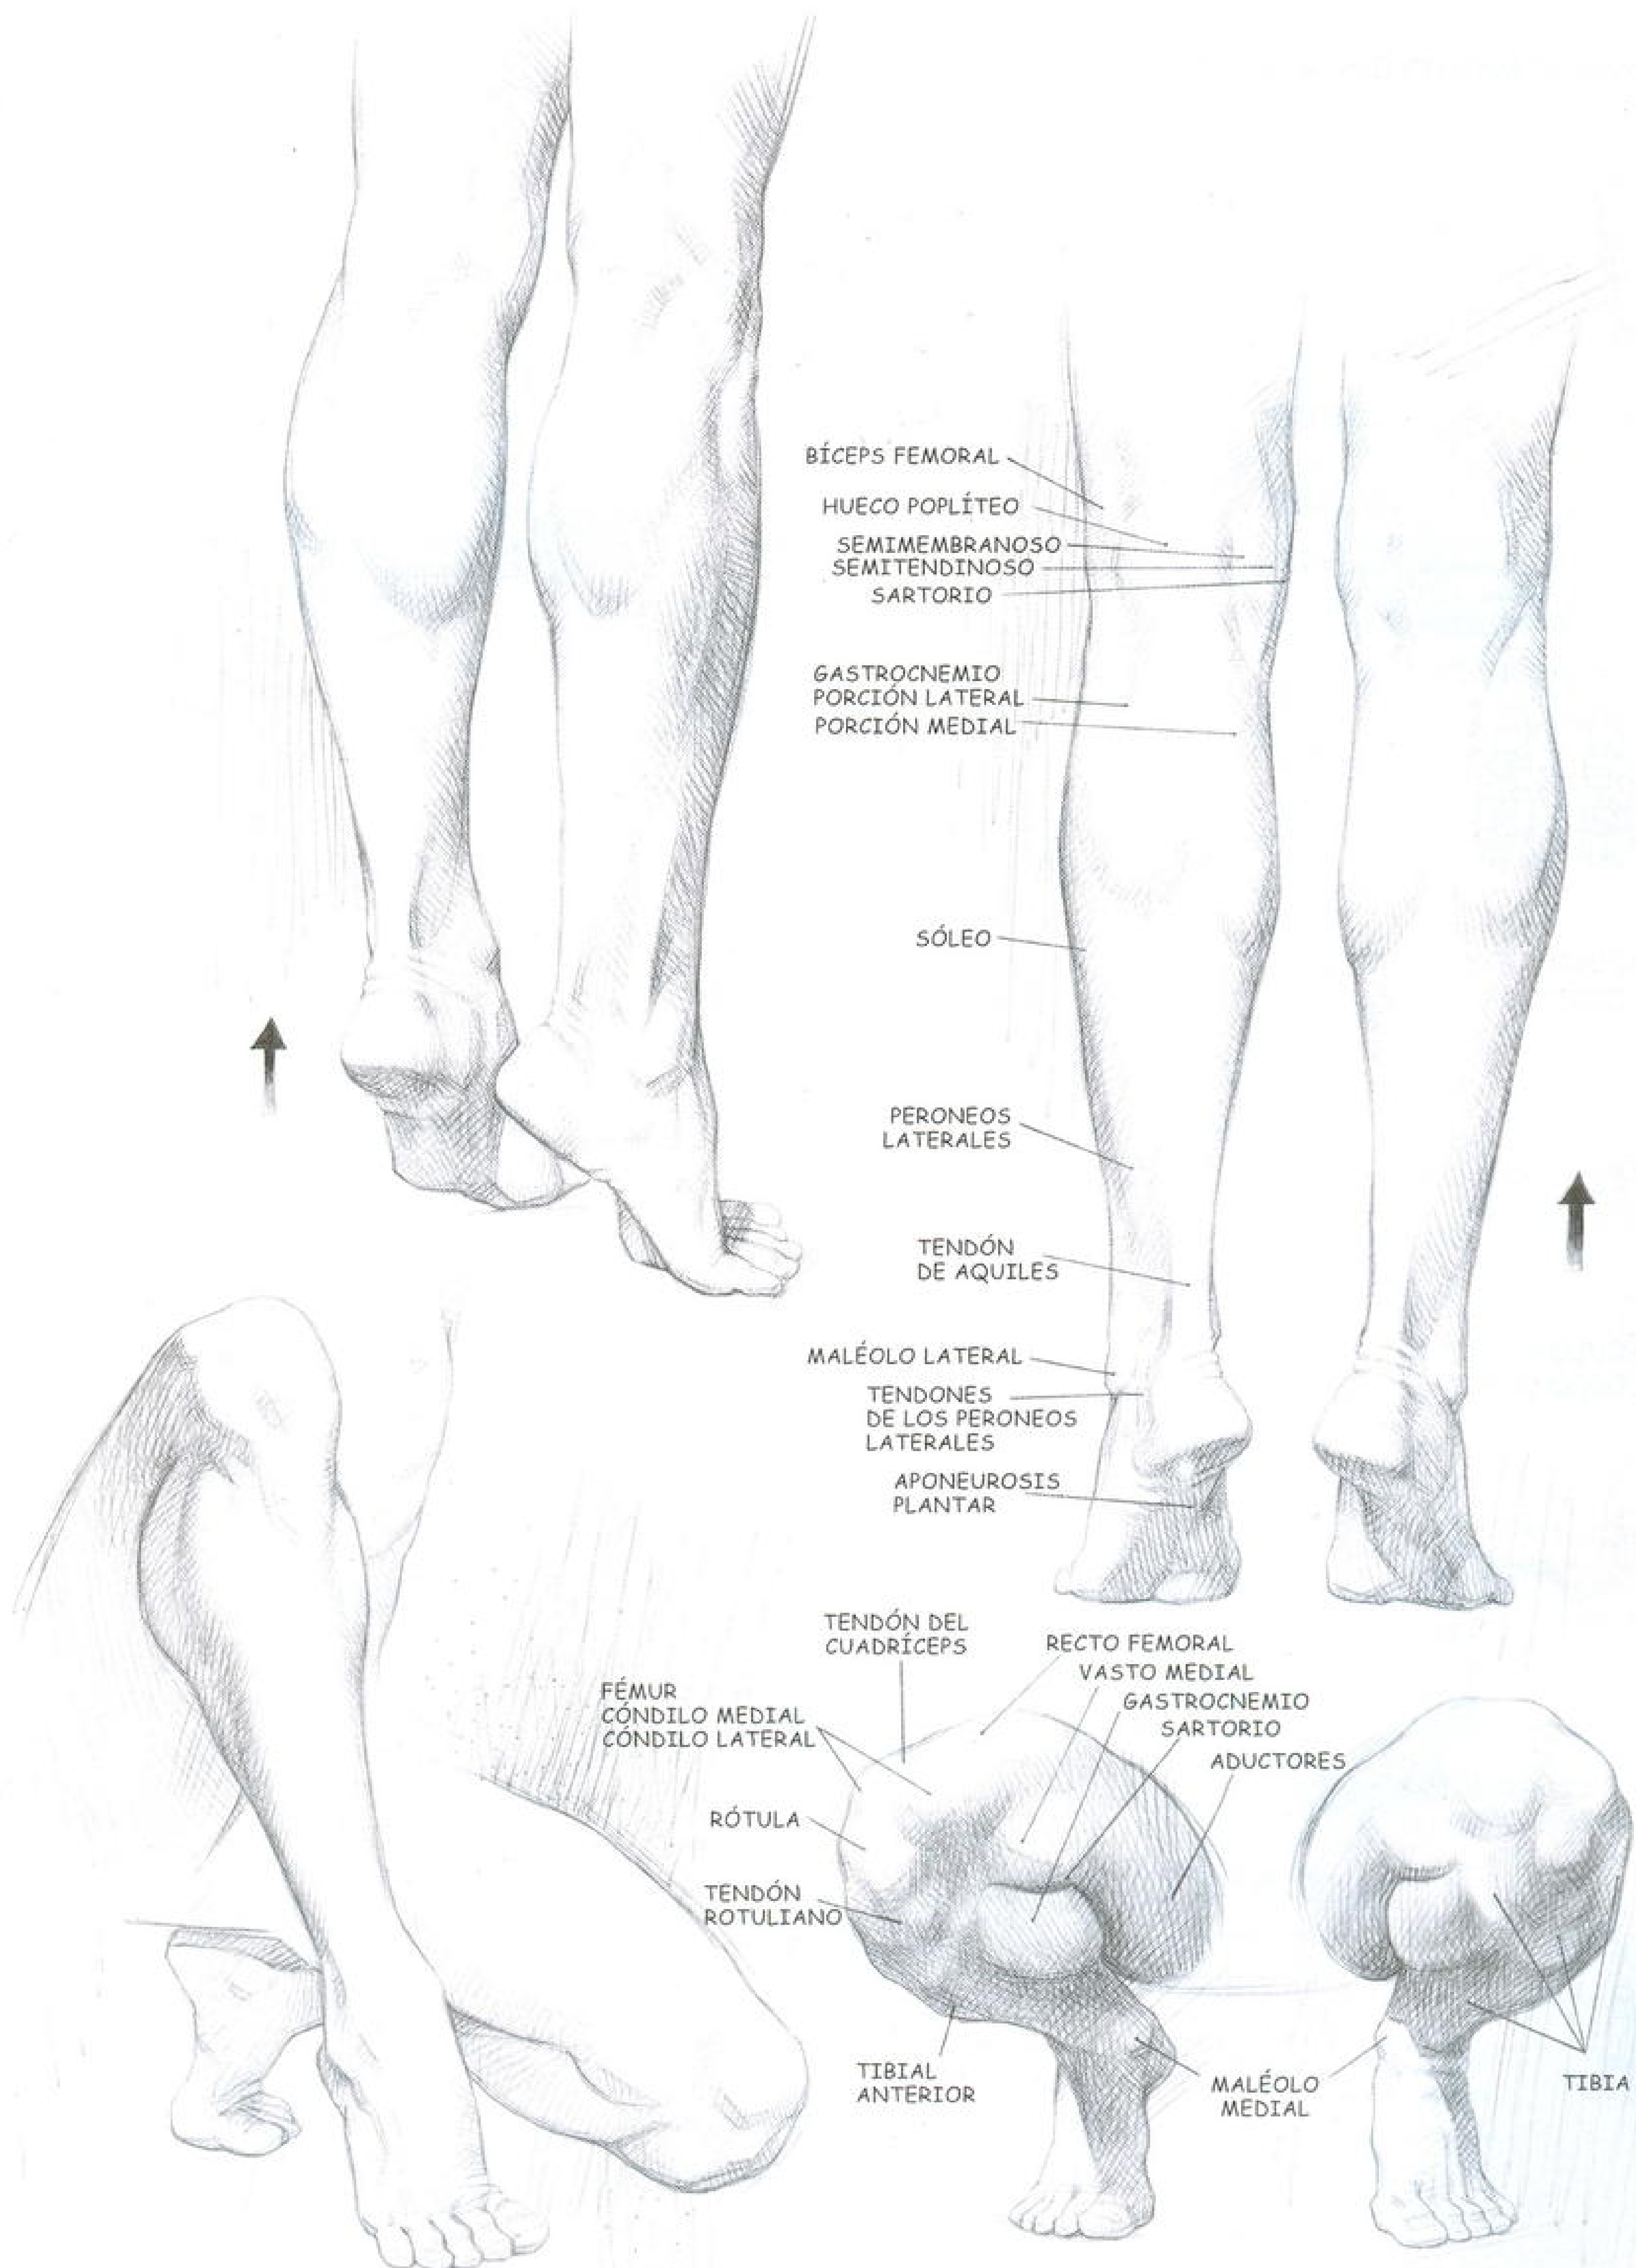 BÍCEPS FEMORAL
HUECO POPLÍTEO
SEMIMEMBRANOSO
SEMITENDINOSO
SARTORIO
GASTROCNEMIO
PORCIÓN LATERAL
PORCIÓN MEDIAL
SÓLEO
PERONEOS
LATERALES
TENDÓN
DE AQUILES
MALÉOLO LATERAL
TENDONES
DE LOS PERONEOS
LATERALES
APONEUROSIS
PLANTAR
TENDÓN DEL
CUADRÍCEPS
RECTO FEMORAL
VASTO MEDIAL
GASTROCNEMIO
SARTORIO
ADUCTORES
FÉMUR
CÓNDILO MEDIAL
CÓNDILO LATERAL
RÓTULA
TENDÓN
ROTULIANO
TIBIAL
ANTERIOR
MALÉOLO
MEDIAL
TIBIA